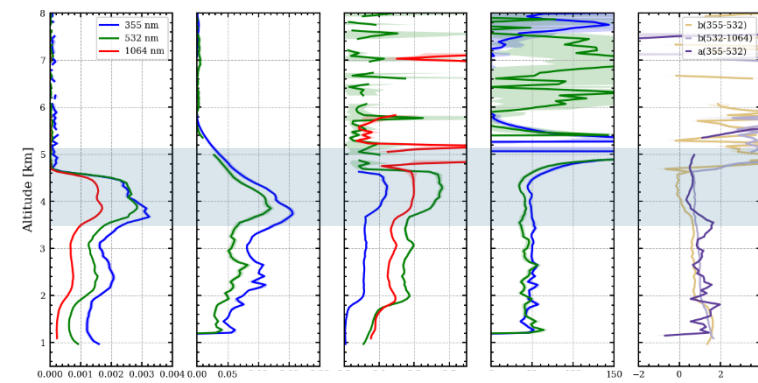 8
7
6
5
4
3
2
1
Altitude [km]
355 nm
532 nm
1064 nm
b(355-532)
b(532-1064)
a(355-532)
0.000 0.001 0.002 0.003 0.004
0.00 0.05
150
−2 0 2